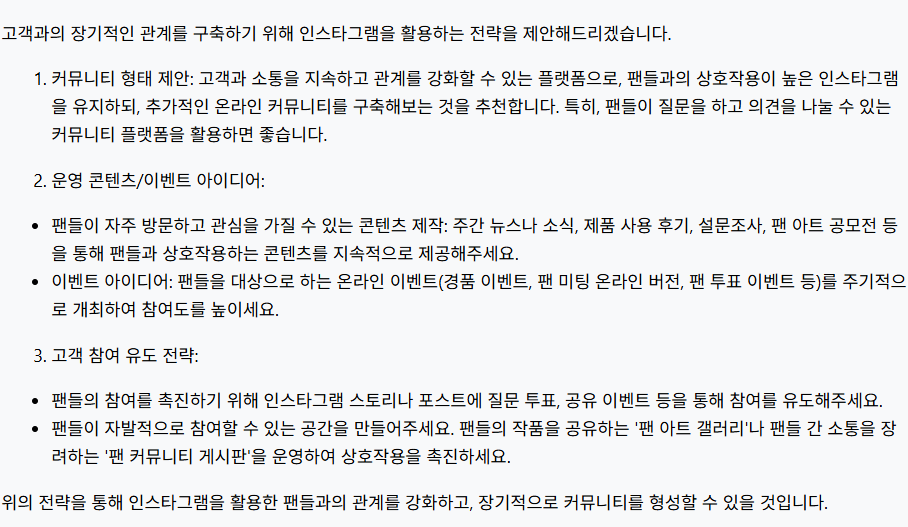 고객과의 장기적인 관계를 구축하기 위해 인스타그램을 활용하는 전략을 제안해드리겠습니다.
1. 커뮤니티 형태 제안: 고객과 소통을 지속하고 관계를 강화할 수 있는 플랫폼으로, 팬들과의 상호작용이 높은 인스타그램
을 유지하되, 추가적인 온라인 커뮤니티를 구축해보는 것을 추천합니다. 특히, 팬들이 질문을 하고 의견을 나눌 수 있는
커뮤니티 플랫폼을 활용하면 좋습니다.
2. 운영 콘텐츠/이벤트 아이디어:
• 팬들이 자주 방문하고 관심을 가질 수 있는 콘텐츠 제작: 주간 뉴스나 소식, 제품 사용 후기, 설문조사, 팬 아트 공모전 등
을 통해 팬들과 상호작용하는 콘텐츠를 지속적으로 제공해주세요.
• 이벤트 아이디어: 팬들을 대상으로 하는 온라인 이벤트(경품 이벤트, 팬 미팅 온라인 버전, 팬 투표 이벤트 등)를 주기적으
로 개최하여 참여도를 높이세요.
3. 고객 참여 유도 전략:
• 팬들의 참여를 촉진하기 위해 인스타그램 스토리나 포스트에 질문 투표, 공유 이벤트 등을 통해 참여를 유도해주세요.
• 팬들이 자발적으로 참여할 수 있는 공간을 만들어주세요. 팬들의 작품을 공유하는 '팬 아트 갤러리'나 팬들 간 소통을 장
려하는 '팬 커뮤니티 게시판'을 운영하여 상호작용을 촉진하세요.
위의 전략을 통해 인스타그램을 활용한 팬들과의 관계를 강화하고, 장기적으로 커뮤니티를 형성할 수 있을 것입니다.